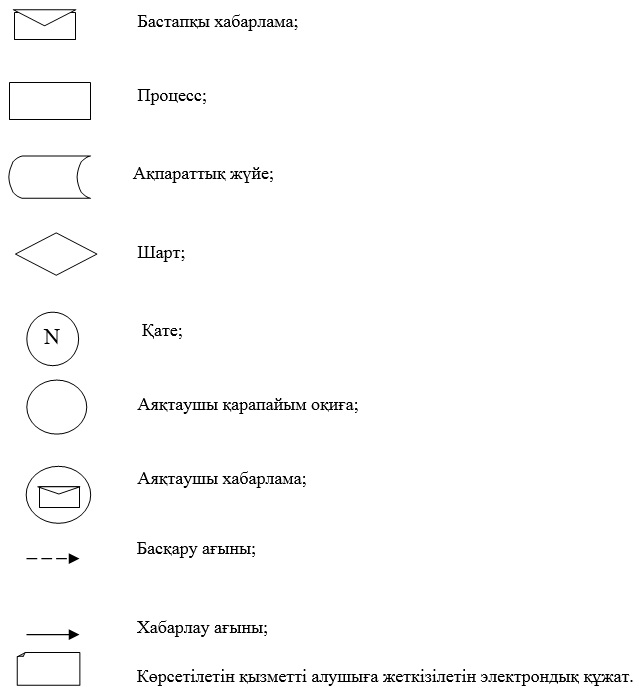 Бастапқы хабарлама;
Процесс;
Ақпараттық жүйе;
Шарт;
N
Қате;
Аяқтаушы қарапайым оқиға;
Аяқтаушы хабарлама;
Басқару ағыны;
Хабарлау ағыны;
Көрсетілетін қызметті алушыға жеткізілетін электрондық құжат.